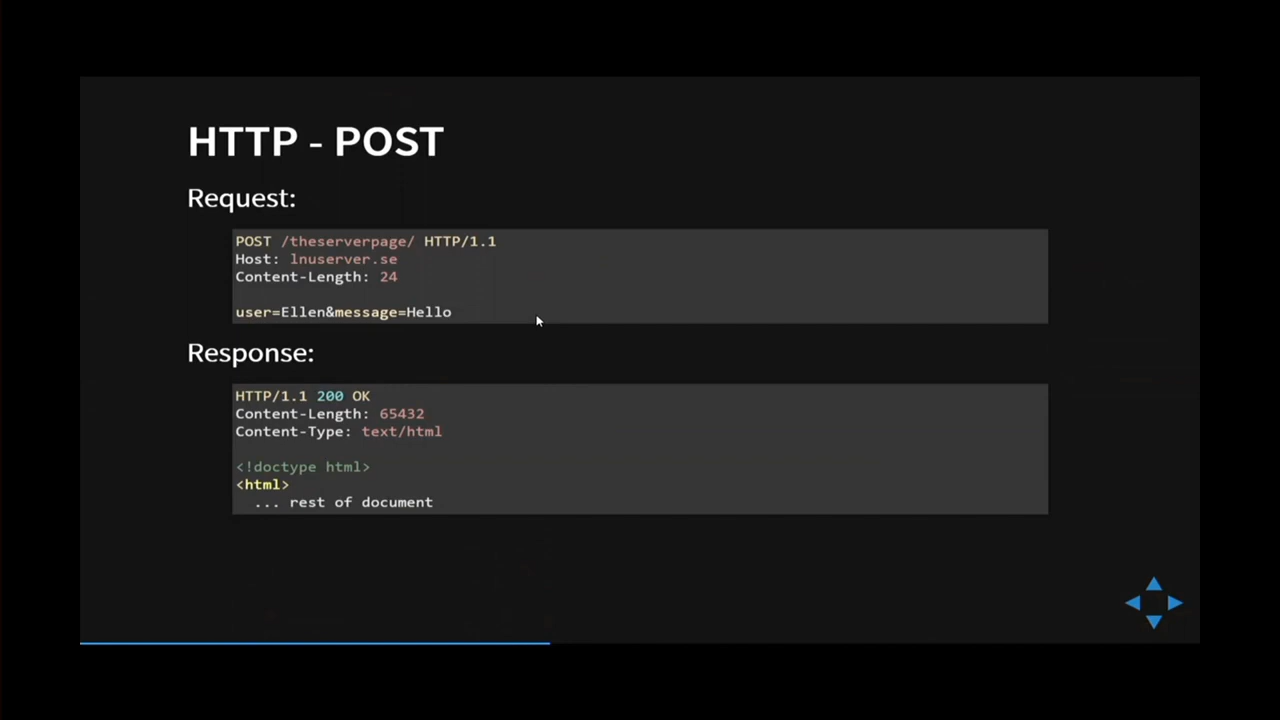 HTTP - POST
Request:
POST /theserverpage/ HTTP/1.1
Host: lnuserver.se
Content-Length: 24
user=Ellen&message=Hello
Response:
HTTP/1.1 200 OK
Content-Length: 65432
Content-Type: text/html
<!doctype html>
<html>
... rest of document